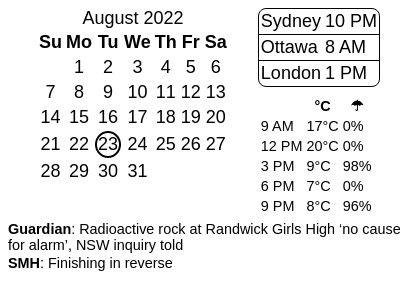 August 2022
Su Mo Tu We Th Fr Sa
1 2 3 4 5 6
7 8 9 10 11 12 13
14 15 16 17 18 19 20
21 22 23 24 25 26 27
28 29 30 31
Sydney 10 PM
Ottawa 8 AM
London 1 PM
°C ☂
9 AM 17°C 0%
12 PM 20°C 0%
3 PM 9°C 98%
6 PM 7°C 0%
9 PM 8°C 96%
Guardian: Radioactive rock at Randwick Girls High ‘no cause
for alarm’, NSW inquiry told
SMH: Finishing in reverse